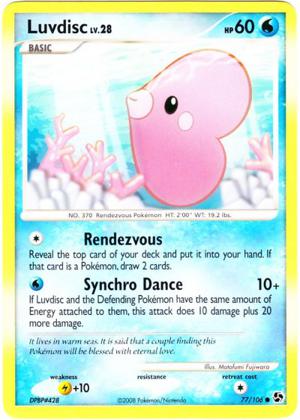 Luvdisc LV.28 HP 60
BASIC
NO. 370 Rendezvous Pokémon HT: 2'00" WT: 19.2 lbs.
Rendezvous
Reveal the top card of your deck and put it into your hand. If
that card is a Pokémon, draw 2 cards.
Synchro Dance 10+
If Luvdisc and the Defending Pokémon have the same amount
of Energy attached to them, this attack does 10 damage plus 20
more damage.
It lives in warm seas. It is said that a couple finding this
Pokémon will be blessed with eternal love.
Illus. Motofumi Fujiwara
weakness resistance retreat cost
+10
DPBP#428 ©2008 Pokémon/Nintendo 77/106